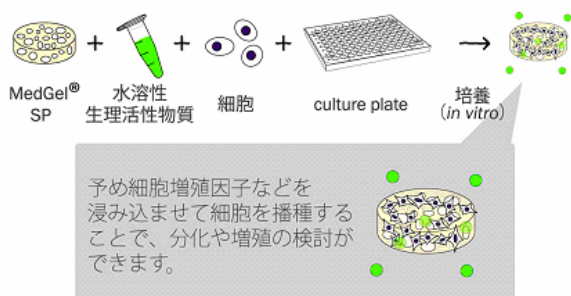 MedGel® SP
水溶性
生理活性物質
細胞
culture plate
培養
(in vitro)
予め細胞増殖因子などを
浸み込ませて細胞を播種する
ことで、分化や増殖の検討が
できます。